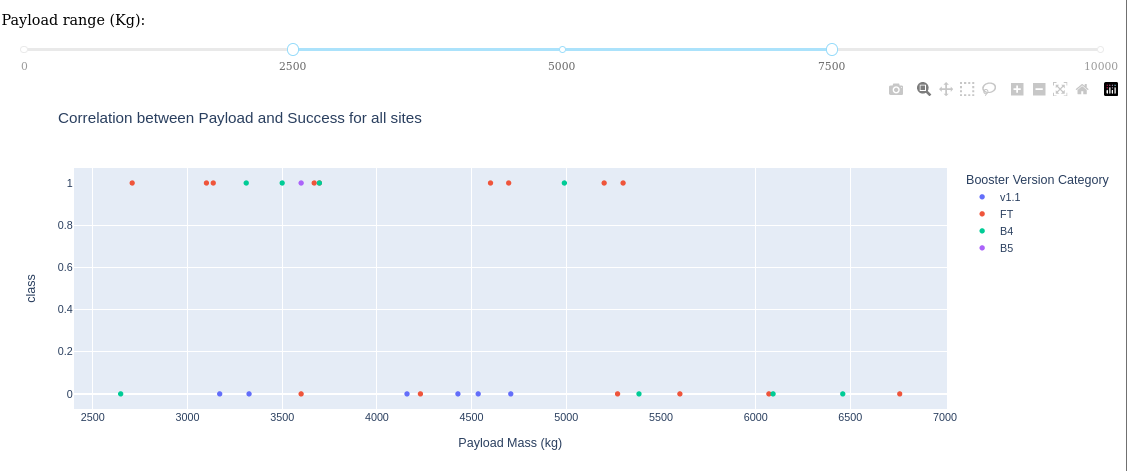 Payload range (Kg):
0 2500 5000 7500 10000
Correlation between Payload and Success for all sites
1
0.8
0.6
0.4
0.2
0
class
2500 3000 3500 4000 4500 5000 5500 6000 6500 7000
Payload Mass (kg)
Booster Version Category
v1.1
FT
B4
B5